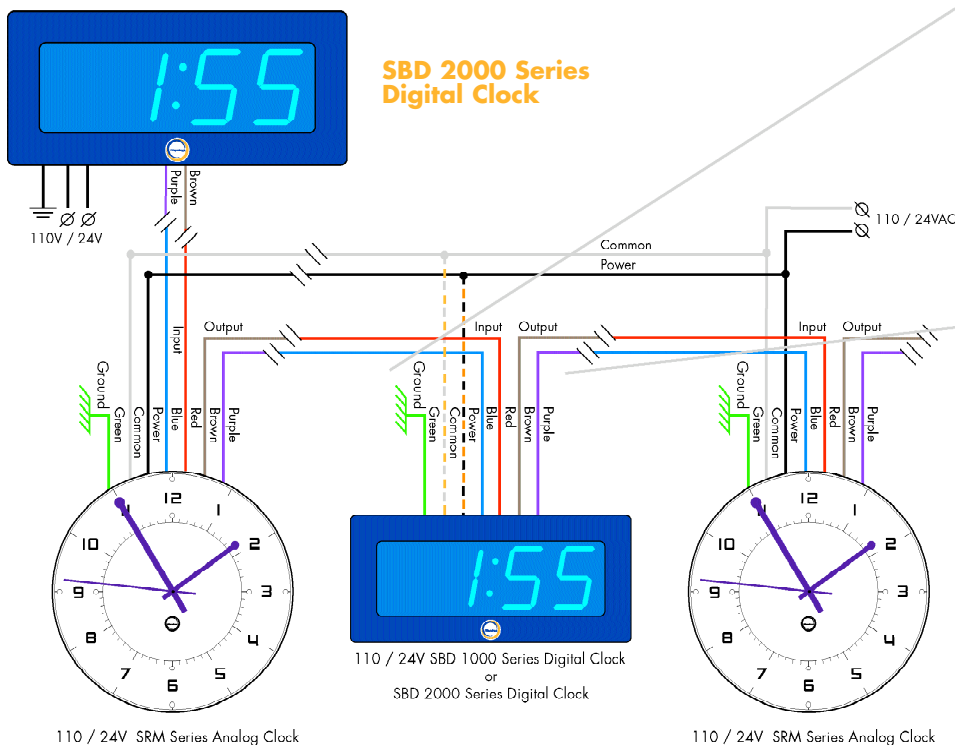 1:55
SBD 2000 Series
Digital Clock
Purple
Brown
110V / 24V
110 / 24VAC
Common
Power
Input
Output
Input
Output
Input
Output
Ground
Green
Common
Power
Blue
Red
Brown
Purple
Ground
Green
Common
Power
Blue
Red
Brown
Purple
Ground
Green
Common
Power
Blue
Red
Brown
Purple
12
1
2
3
4
5
6
7
8
9
10
11
1:55
12
1
2
3
4
5
6
7
8
9
10
11
110 / 24V SBD 1000 Series Digital Clock
or
SBD 2000 Series Digital Clock
110 / 24V SRM Series Analog Clock
110 / 24V SRM Series Analog Clock